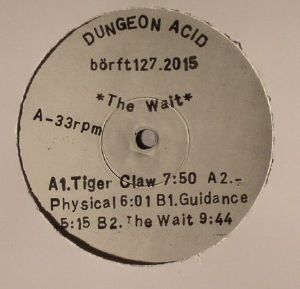 DUNGEON ACID
börft127.2015
*The Wait*
A-33rpm
A1.Tiger Claw 7:50 A2.-
Physical 6:01 B1.Guidance
5:15 B2.The Wait 9:44